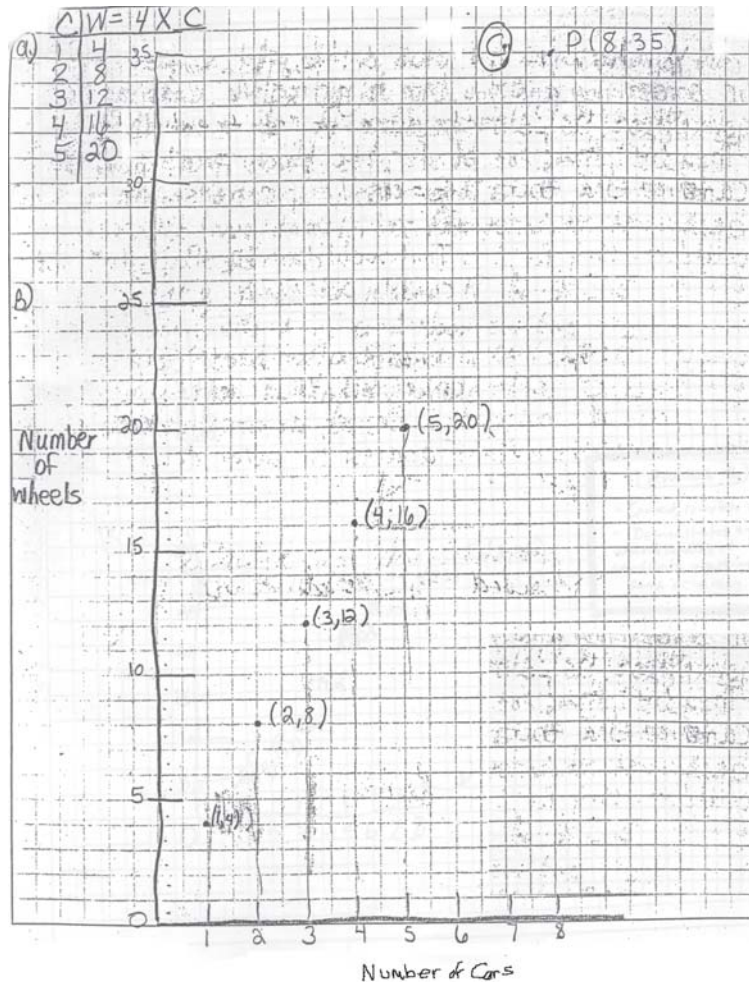 C W = 4 X C
a) 1 4
2 8
3 12
4 16
5 20
C P(8, 35)
35
30
B) 25
20 (5,20)
Number
of
wheels
(4,16)
15
(3,12)
10
(2,8)
5
(1,4)
0
1 2 3 4 5 6 7 8
Number of Cars